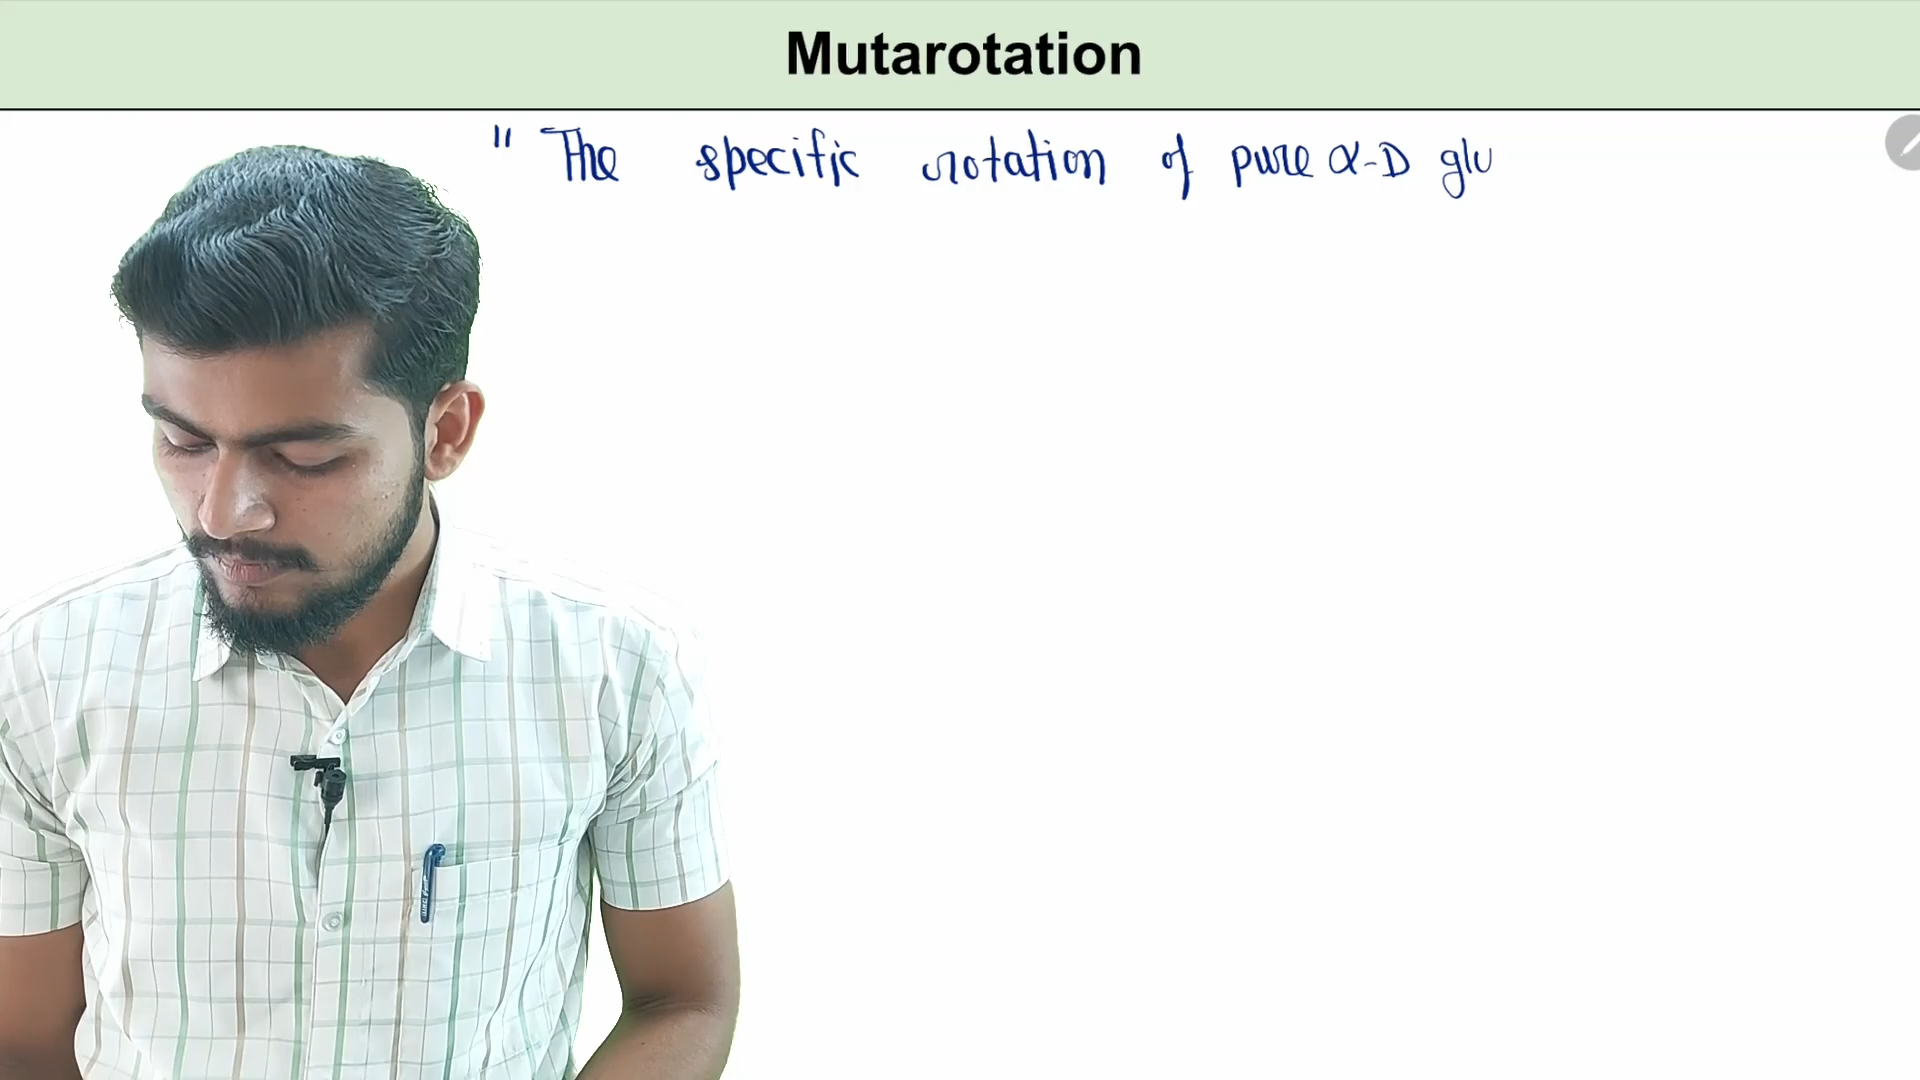 Mutarotation
" The specific rotation of pure α-D glu